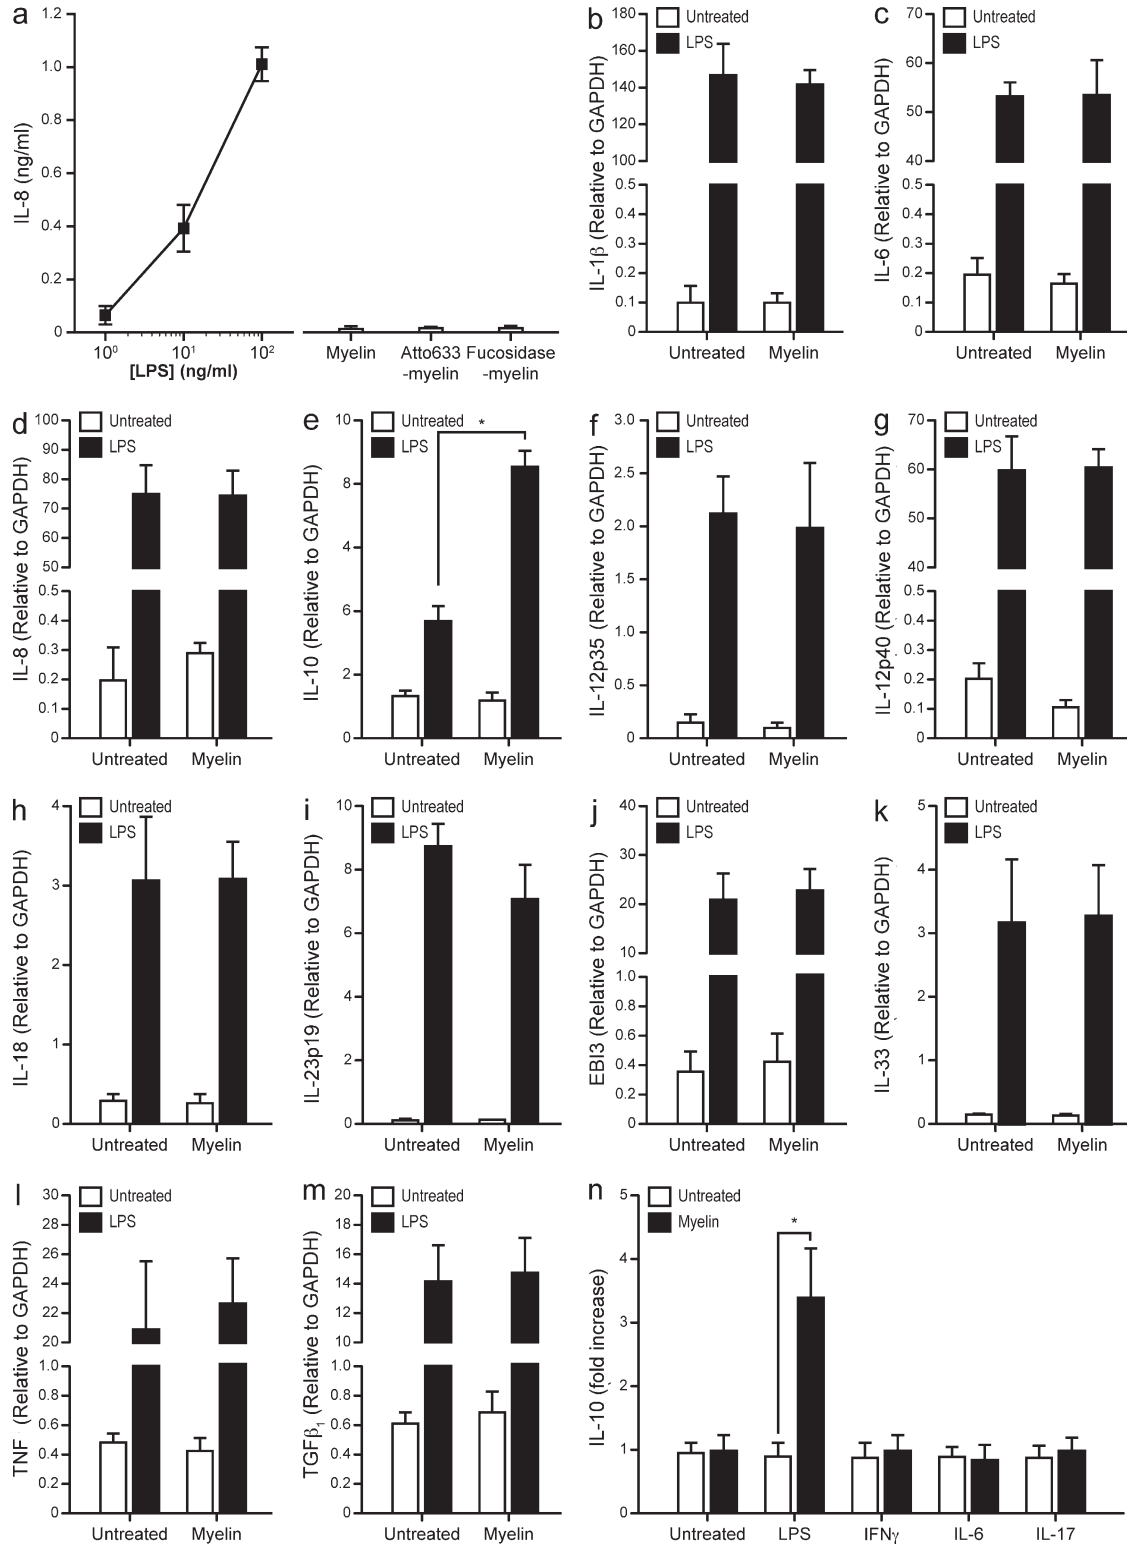 a
1.2
1.0
0.8
0.6
0.4
0.2
0
IL-8 (ng/ml)
10⁰ 10¹ 10²
[LPS] (ng/ml)
Myelin Atto633 Fucosidase
-myelin -myelin
b
Untreated
LPS
180
160
140
120
100
0.5
0.4
0.3
0.2
0.1
0
IL-1β (Relative to GAPDH)
Untreated Myelin
c
Untreated
LPS
70
60
50
40
0.5
0.4
0.3
0.2
0.1
0
IL-6 (Relative to GAPDH)
Untreated Myelin
d
Untreated
LPS
100
90
80
70
60
50
0.5
0.4
0.3
0.2
0.1
0
IL-8 (Relative to GAPDH)
Untreated Myelin
e
Untreated
LPS
*
10
8
4
6
2
0
IL-10 (Relative to GAPDH)
Untreated Myelin
f
Untreated
LPS
3.0
2.5
2.0
1.5
1.0
0.5
0
IL-12p35 (Relative to GAPDH)
Untreated Myelin
g
Untreated
LPS
70
60
50
40
0.5
0.4
0.3
0.2
0.1
0
IL-12p40 (Relative to GAPDH)
Untreated Myelin
h
Untreated
LPS
4
3
2
1
0
IL-18 (Relative to GAPDH)
Untreated Myelin
i
Untreated
LPS
10
8
6
4
2
0
IL-23p19 (Relative to GAPDH)
Untreated Myelin
j
Untreated
LPS
40
30
20
10
1.0
0.8
0.6
0.4
0.2
0
EBI3 (Relative to GAPDH)
Untreated Myelin
k
Untreated
LPS
5
4
3
2
1
0
IL-33 (Relative to GAPDH)
Untreated Myelin
l
Untreated
LPS
30
28
26
24
22
20
1.0
0.8
0.6
0.4
0.2
0
TNF (Relative to GAPDH)
Untreated Myelin
m
Untreated
LPS
20
18
16
14
12
10
1.0
0.8
0.6
0.4
0.2
0
TGFβ₁ (Relative to GAPDH)
Untreated Myelin
n
Untreated
Myelin
*
5
4
3
2
1
0
IL-10 (fold increase)
Untreated LPS IFNγ IL-6 IL-17